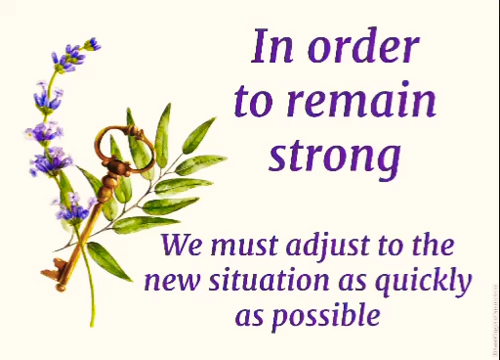 In order
to remain
strong
We must adjust to the
new situation as quickly
as possible